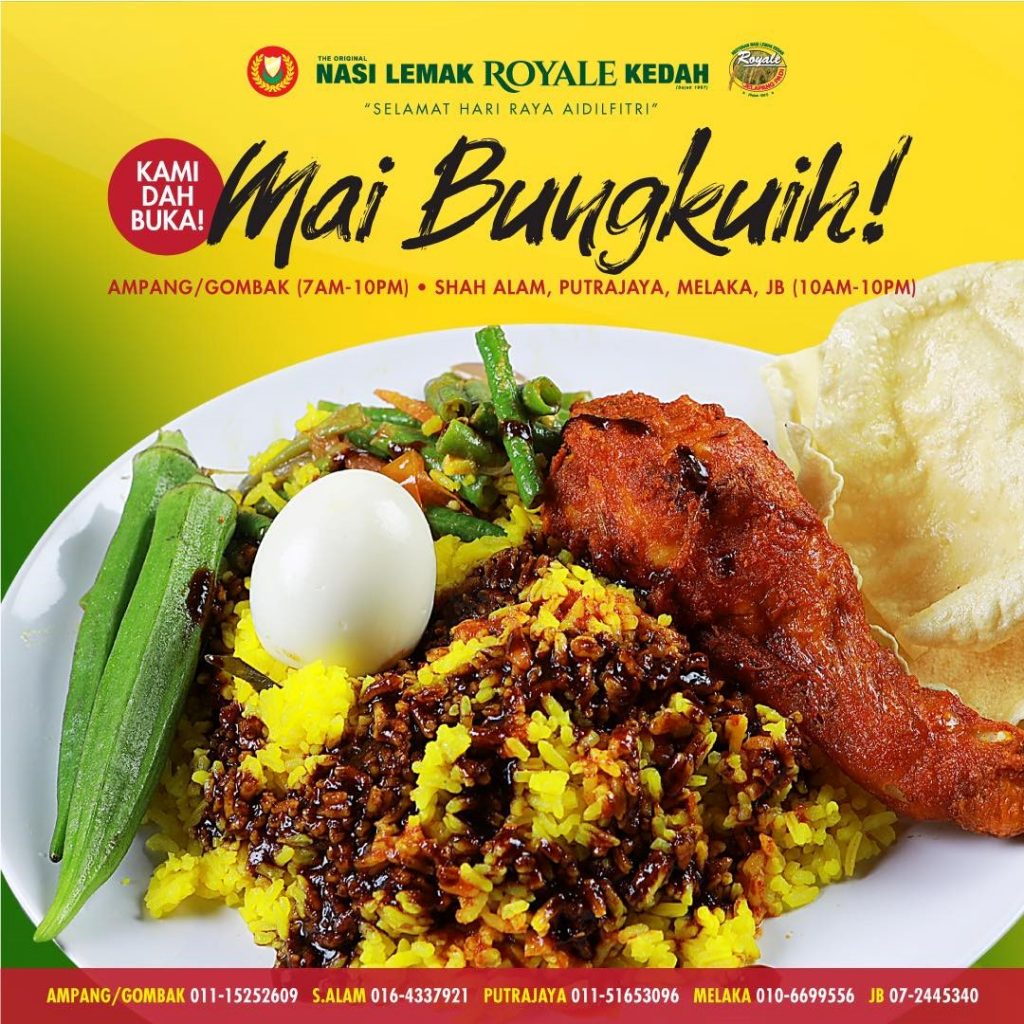 THE ORIGINAL
NASI LEMAK ROYALE KEDAH
Royale
"SELAMAT HARI RAYA AIDILFITRI"
KAMI
DAH
BUKA!
Mai Bungkuih!
AMPANG/GOMBAK (7AM-10PM) • SHAH ALAM, PUTRAJAYA, MELAKA, JB (10AM-10PM)
AMPANG/GOMBAK 011-15252609 S.ALAM 016-4337921 PUTRAJAYA 011-51653096 MELAKA 010-6699556 JB 07-2445340